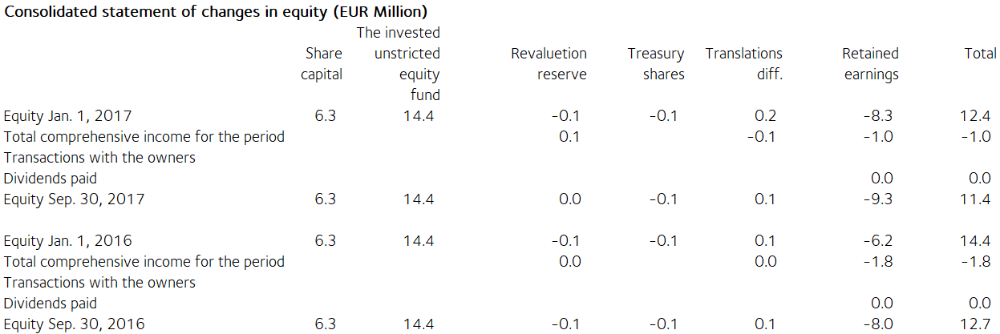 Consolidated statement of changes in equity (EUR Million)
The invested
Share unstricted Revaluetion Treasury Translations Retained Total
capital equity reserve shares diff. earnings
fund
Equity Jan. 1, 2017 6.3 14.4 -0.1 -0.1 0.2 -8.3 12.4
Total comprehensive income for the period 0.1 -0.1 -1.0 -1.0
Transactions with the owners
Dividends paid 0.0 0.0
Equity Sep. 30, 2017 6.3 14.4 0.0 -0.1 0.1 -9.3 11.4
Equity Jan. 1, 2016 6.3 14.4 -0.1 -0.1 0.1 -6.2 14.4
Total comprehensive income for the period 0.0 0.0 -1.8 -1.8
Transactions with the owners
Dividends paid 0.0 0.0
Equity Sep. 30, 2016 6.3 14.4 -0.1 -0.1 0.1 -8.0 12.7